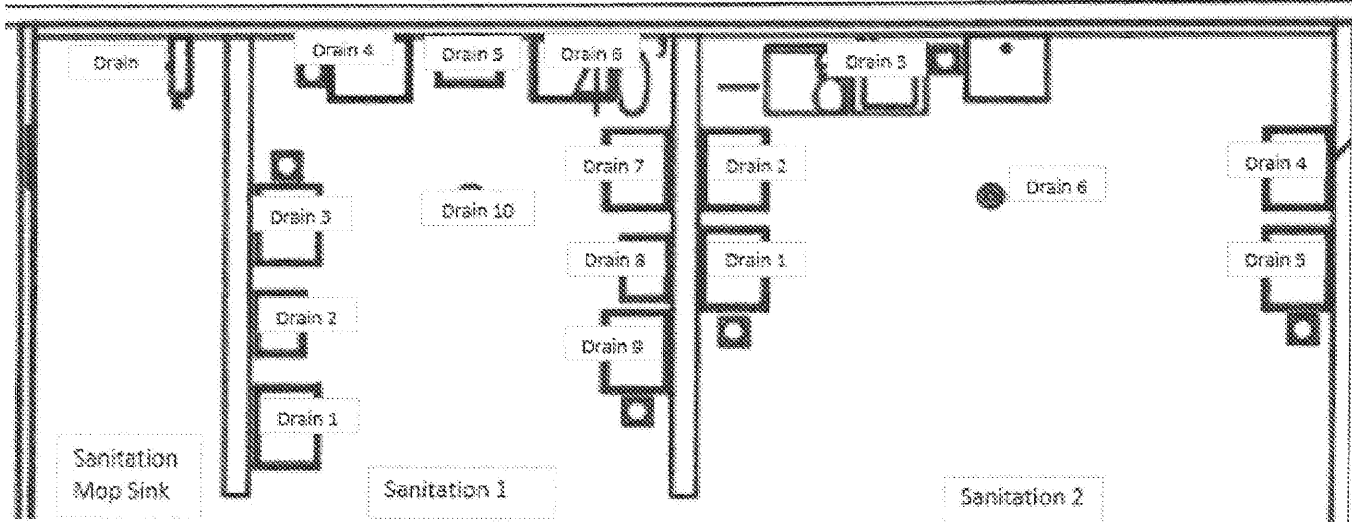 Drain
Drain 4
Drain 5
Drain 6
Drain 3
Drain 7
Drain 2
Drain 4
Drain 6
Drain 3
Drain 10
Drain 8
Drain 1
Drain 5
Drain 2
Drain 9
Drain 1
Sanitation
Mop Sink
Sanitation 1
Sanitation 2